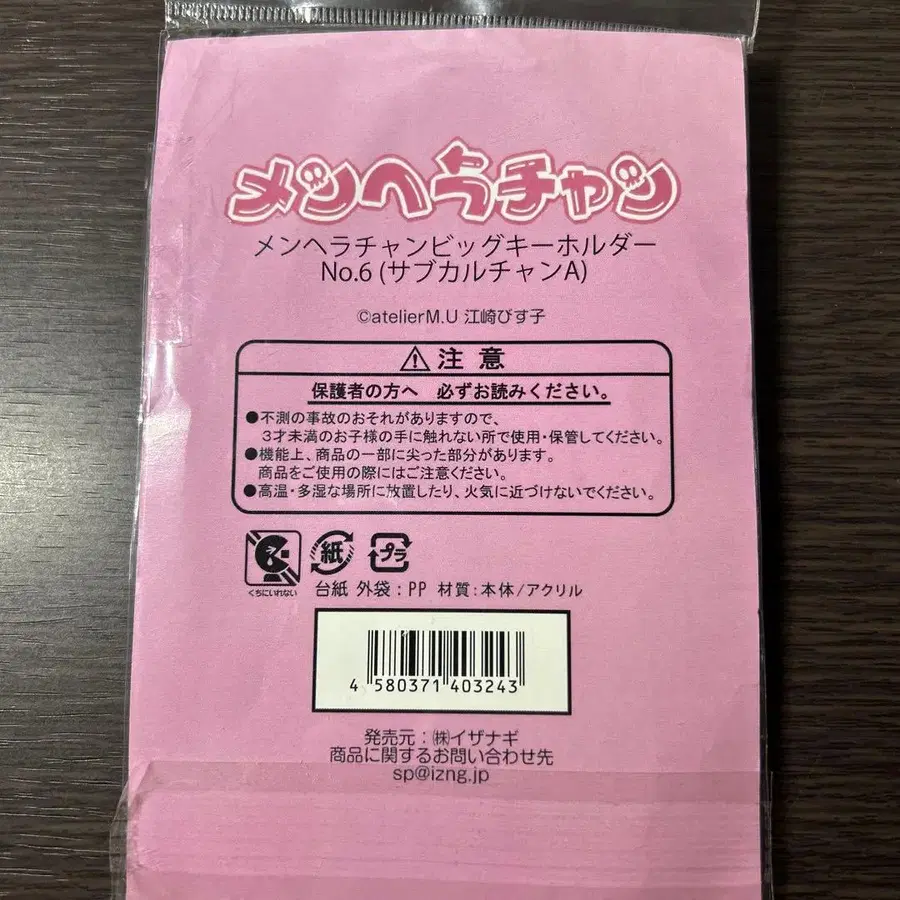 メンヘラチャン
メンヘラチャンビッグキーホルダー
No.6 (サブカルチャンA)
©atelierM.U 江崎びす子
⚠注意
保護者の方へ 必ずお読みください。
●不測の事故のおそれがありますので、
3才未満のお子様の手に触れない所で使用・保管してください。
●機能上、商品の一部に尖った部分があります。
商品をご使用の際にはご注意ください。
●高温・多湿な場所に放置したり、火気に近づけないでください。
紙 プラ
くちにいれない
台紙 外袋：PP 材質：本体/アクリル
4 580371 403243
発売元：㈱イザナギ
商品に関するお問い合わせ先
sp@izng.jp